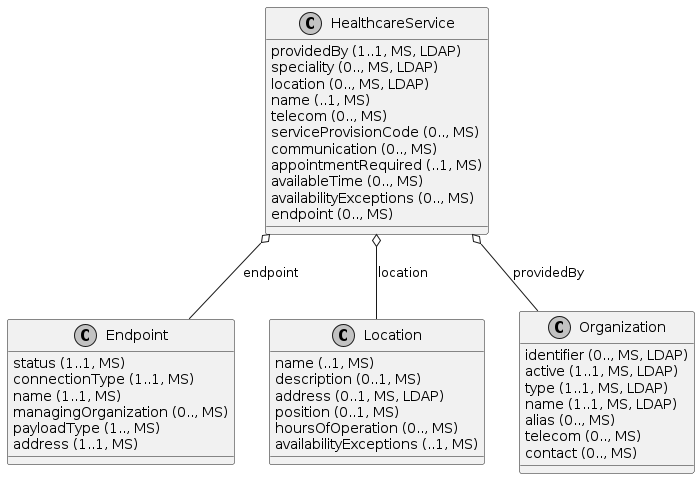 C HealthcareService
providedBy (1..1, MS, LDAP)
speciality (0.., MS, LDAP)
location (0.., MS, LDAP)
name (..1, MS)
telecom (0.., MS)
serviceProvisionCode (0.., MS)
communication (0.., MS)
appointmentRequired (..1, MS)
availableTime (0.., MS)
availabilityExceptions (0.., MS)
endpoint (0.., MS)
endpoint
location
providedBy
C Endpoint
status (1..1, MS)
connectionType (1..1, MS)
name (1..1, MS)
managingOrganization (0.., MS)
payloadType (1.., MS)
address (1..1, MS)
C Location
name (..1, MS)
description (0..1, MS)
address (0..1, MS, LDAP)
position (0..1, MS)
hoursOfOperation (0.., MS)
availabilityExceptions (..1, MS)
C Organization
identifier (0.., MS, LDAP)
active (1..1, MS, LDAP)
type (1..1, MS, LDAP)
name (1..1, MS, LDAP)
alias (0.., MS)
telecom (0.., MS)
contact (0.., MS)